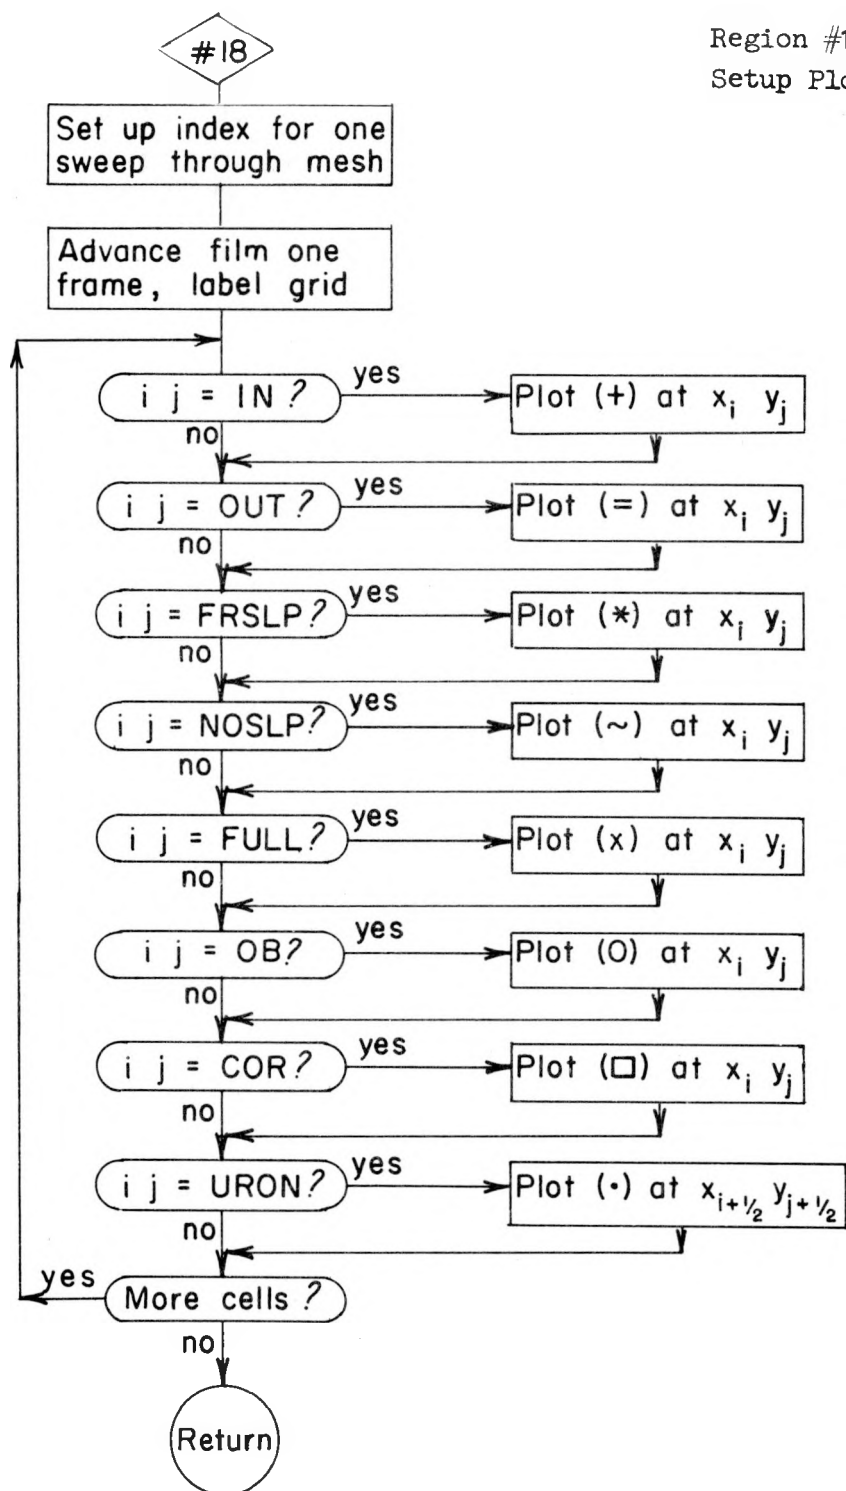 #18
Region #1
Setup Plo
Set up index for one
sweep through mesh
Advance film one
frame, label grid
i j = IN?
yes
Plot (+) at x_i y_j
no
i j = OUT?
yes
Plot (=) at x_i y_j
no
i j = FRSLP?
yes
Plot (*) at x_i y_j
no
i j = NOSLP?
yes
Plot (~) at x_i y_j
no
i j = FULL?
yes
Plot (x) at x_i y_j
no
i j = OB?
yes
Plot (O) at x_i y_j
no
i j = COR?
yes
Plot (□) at x_i y_j
no
i j = URON?
yes
Plot (•) at x_{i+½} y_{j+½}
no
yes
More cells?
no
Return